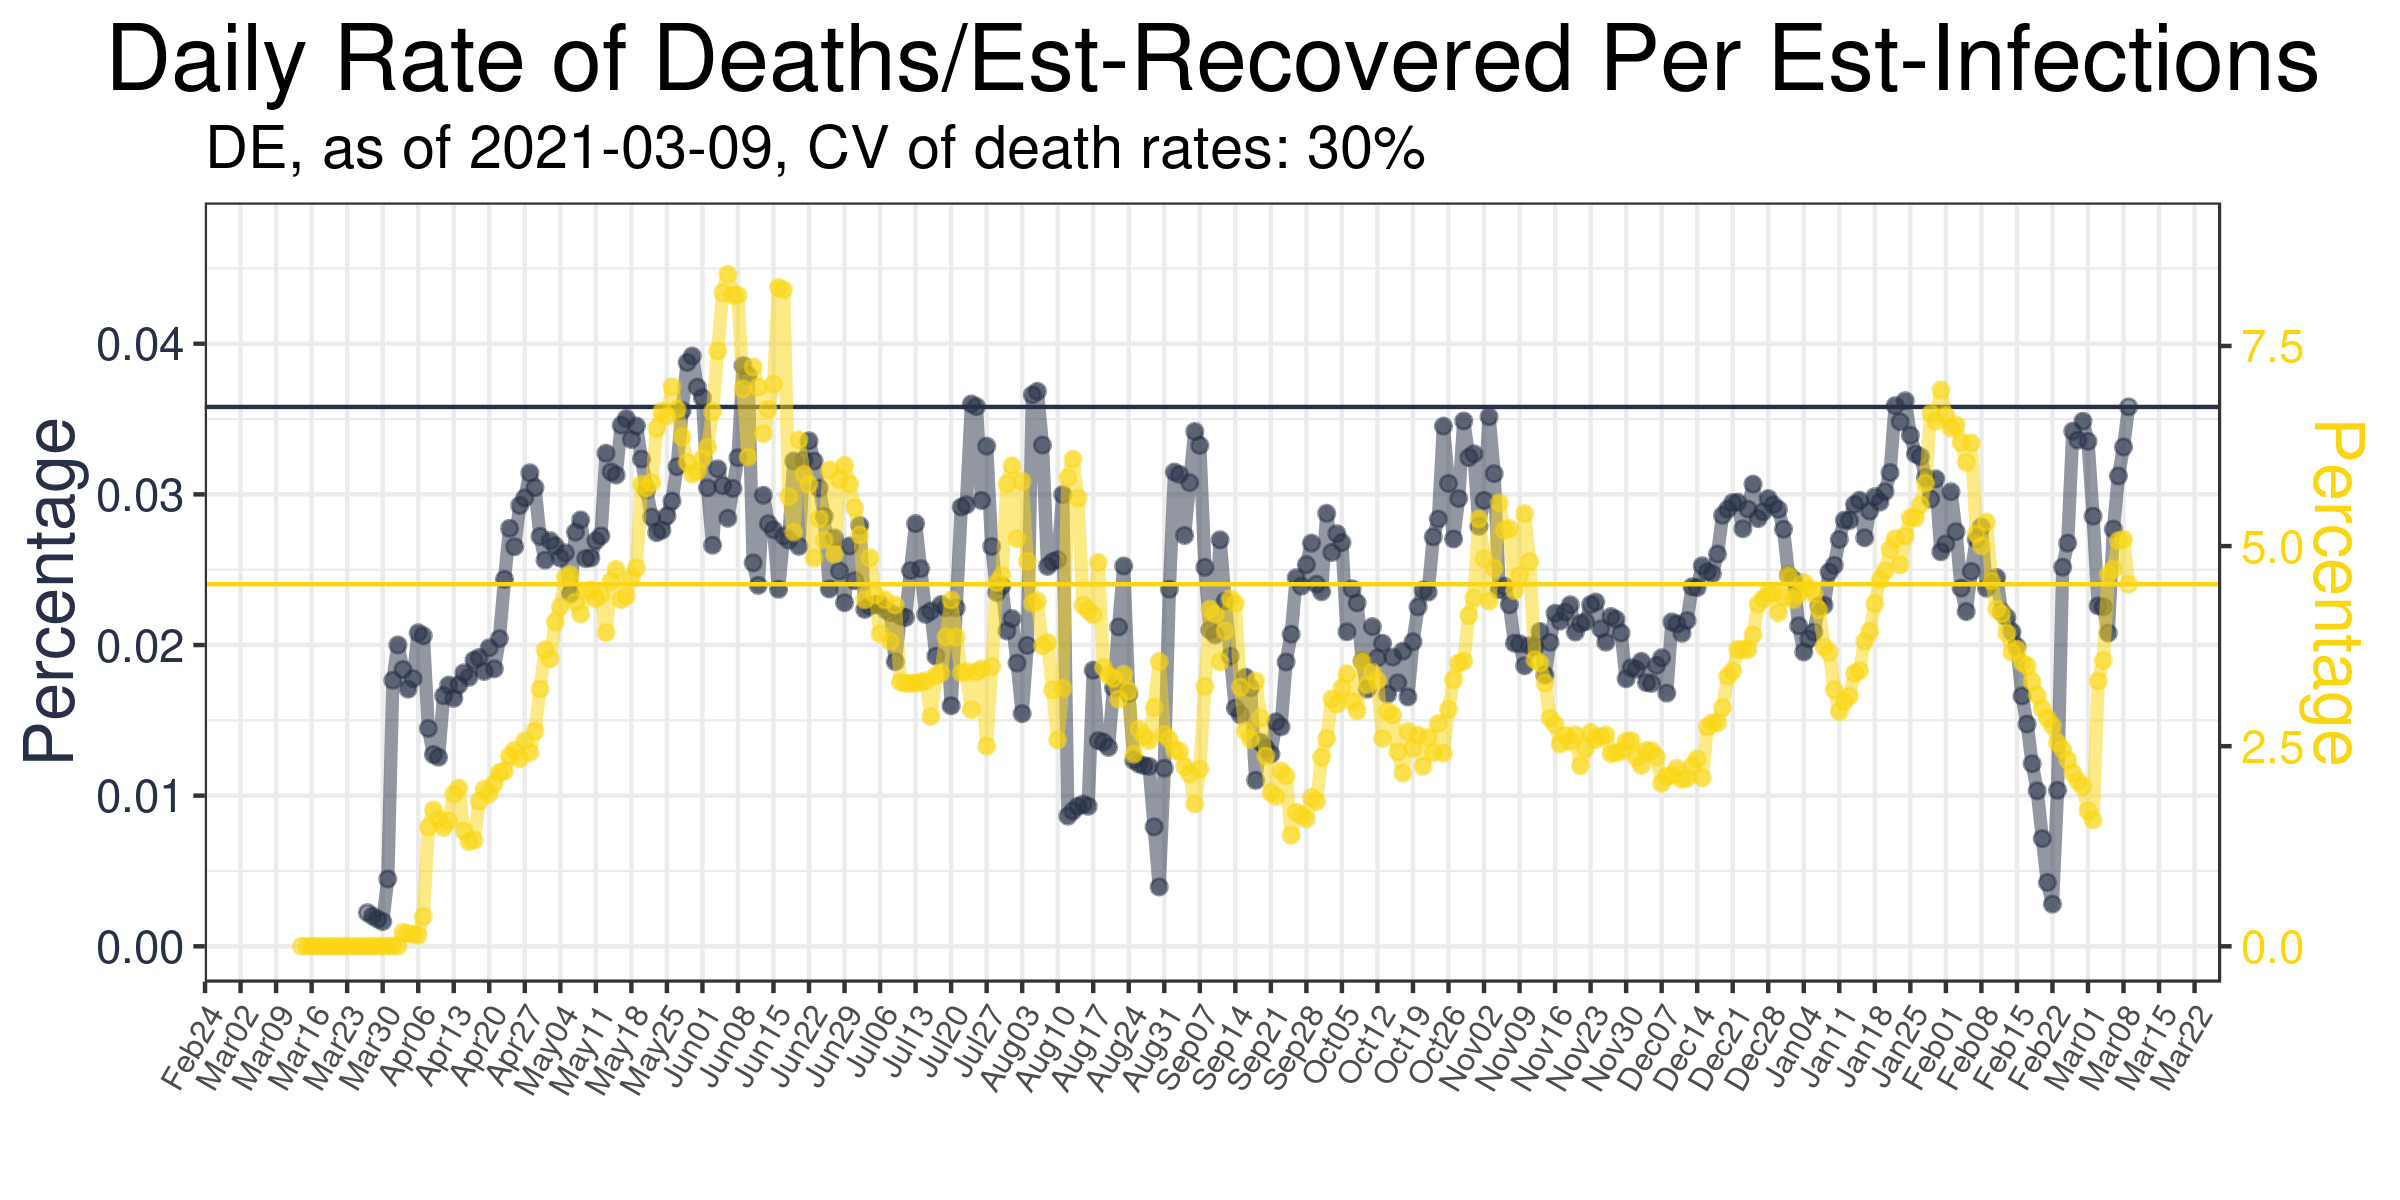 Daily Rate of Deaths/Est-Recovered Per Est-Infections
DE, as of 2021-03-09, CV of death rates: 30%
Percentage
0.04
0.03
0.02
0.01
0.00
7.5
5.0
2.5
0.0
Percentage
Feb24
Mar02
Mar09
Mar16
Mar23
Mar30
Apr06
Apr13
Apr20
Apr27
May04
May11
May18
May25
Jun01
Jun08
Jun15
Jun22
Jun29
Jul06
Jul13
Jul20
Jul27
Aug03
Aug10
Aug17
Aug24
Aug31
Sep07
Sep14
Sep21
Sep28
Oct05
Oct12
Oct19
Oct26
Nov02
Nov09
Nov16
Nov23
Nov30
Dec07
Dec14
Dec21
Dec28
Jan04
Jan11
Jan18
Jan25
Feb01
Feb08
Feb15
Feb22
Mar01
Mar08
Mar15
Mar22